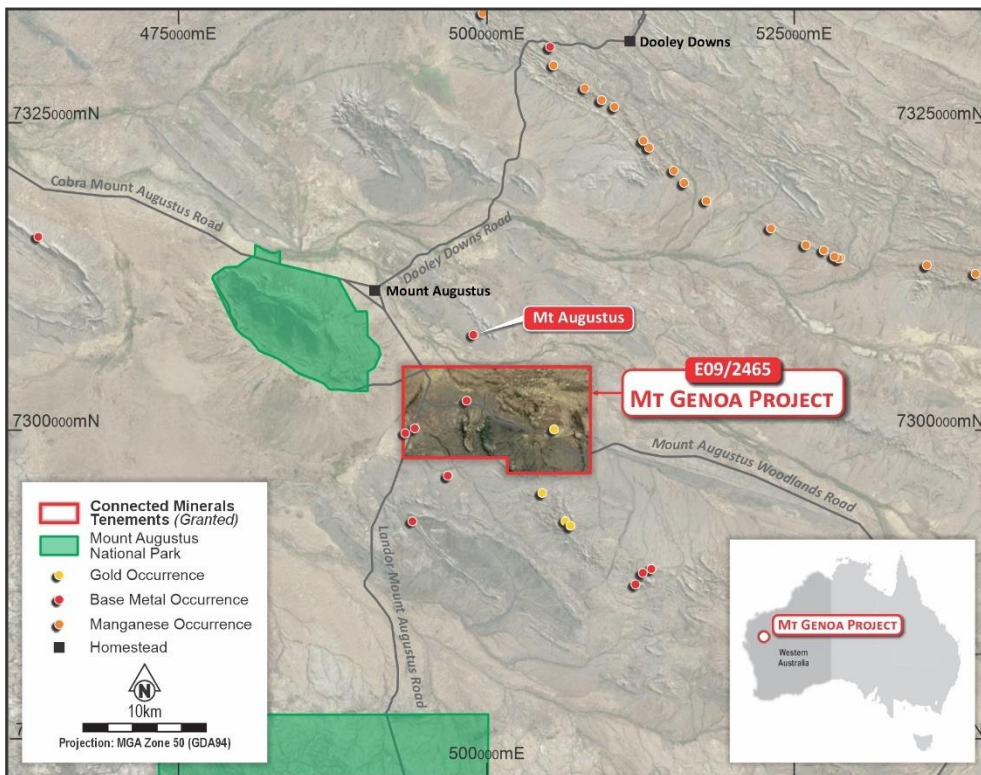 475000mE
500000mE
525000mE
Dooley Downs
7325000mN
7325000mN
Cobra Mount Augustus Road
Dooley Downs Road
Mount Augustus
Mt Augustus
E09/2465
MT GENOA PROJECT
7300000mN
7300000mN
Mount Augustus Woodlands Road
Landor Mount Augustus Road
Connected Minerals
Tenements (Granted)
Mount Augustus
National Park
Gold Occurrence
Base Metal Occurrence
Manganese Occurrence
Homestead
N
10km
Projection: MGA Zone 50 (GDA94)
500000mE
MT GENOA PROJECT
Western
Australia